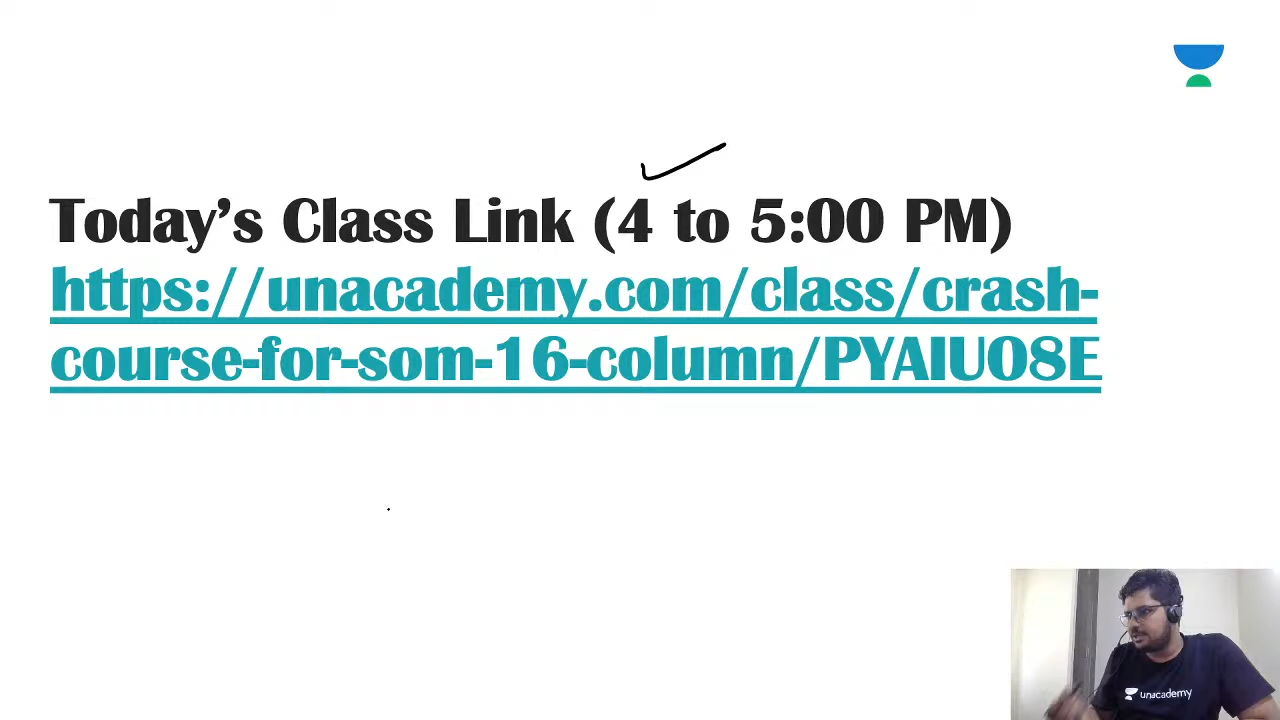 Today’s Class Link (4 to 5:00 PM)
https://unacademy.com/class/crash-
course-for-som-16-column/PYAIUO8E
unacademy